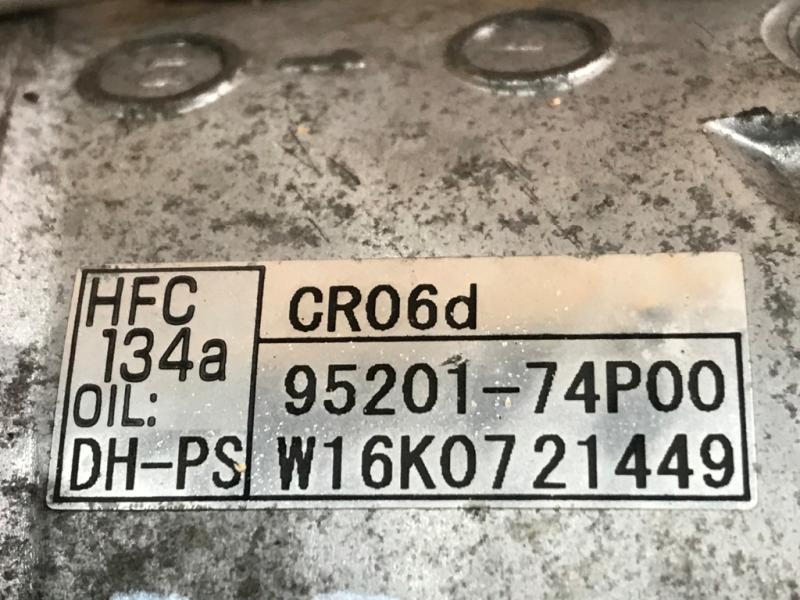 HFC
134a
OIL:
DH-PS
CR06d
95201-74P00
W16K0721449